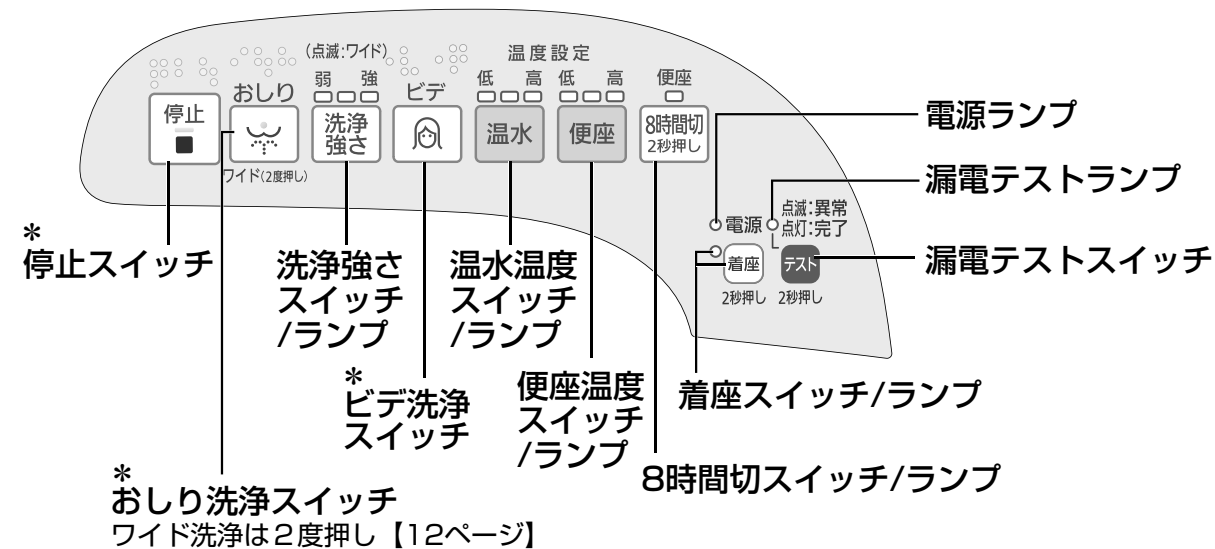 (点滅:ワイド)
温度設定
弱 強
低 高
低 高
便座
おしり
ビデ
停止
洗浄
強さ
温水
便座
8時間切
2秒押し
ワイド(2度押し)
電源ランプ
漏電テストランプ
漏電テストスイッチ
電源
点滅:異常
点灯:完了
着座
テスト
2秒押し
2秒押し
*
停止スイッチ
洗浄強さ
スイッチ
/ランプ
温水温度
スイッチ
/ランプ
*
ビデ洗浄
スイッチ
便座温度
スイッチ
/ランプ
着座スイッチ/ランプ
8時間切スイッチ/ランプ
*
おしり洗浄スイッチ
ワイド洗浄は2度押し【12ページ】